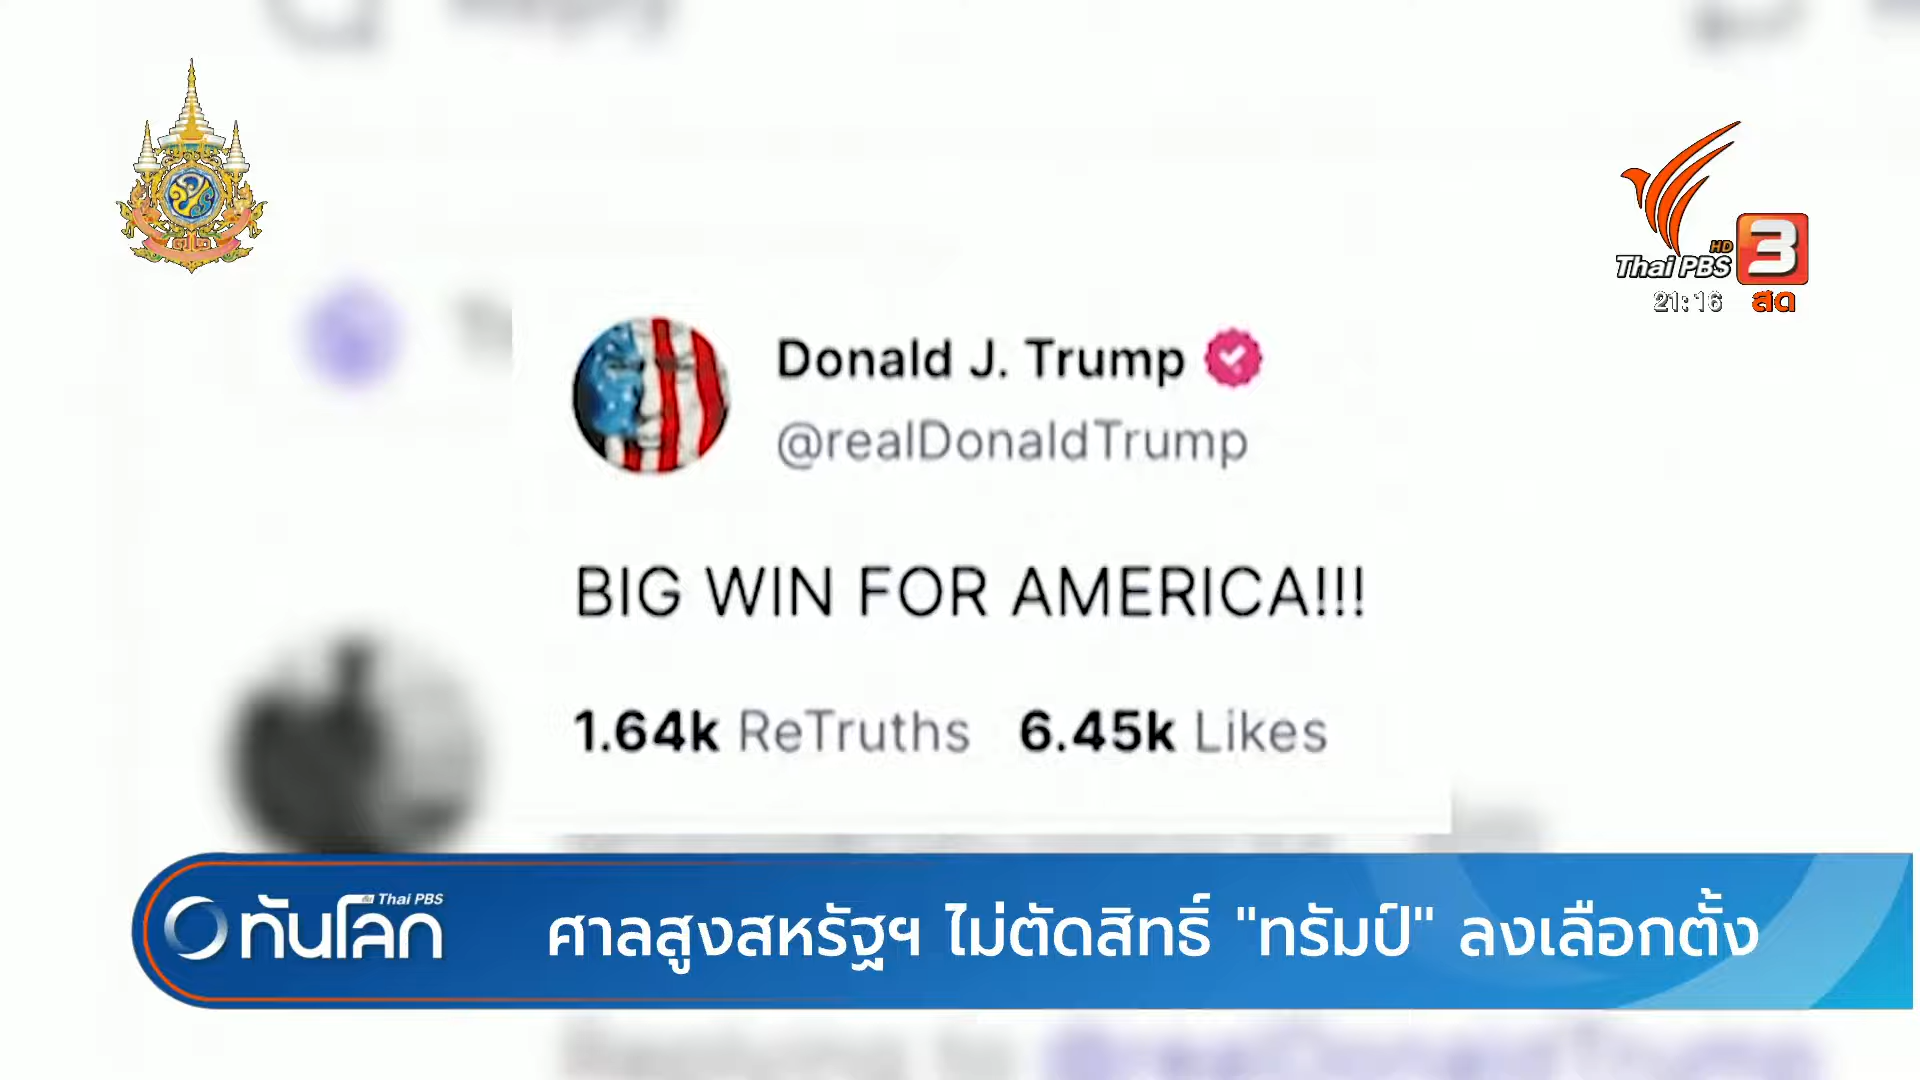 HD
Thai PBS 3
21:16 สด
Donald J. Trump
@realDonaldTrump
BIG WIN FOR AMERICA!!!
1.64k ReTruths 6.45k Likes
ทันโลก กับ Thai PBS
ศาลสูงสหรัฐฯ ไม่ตัดสิทธิ์ "ทรัมป์" ลงเลือกตั้ง
@realDonaldTrump